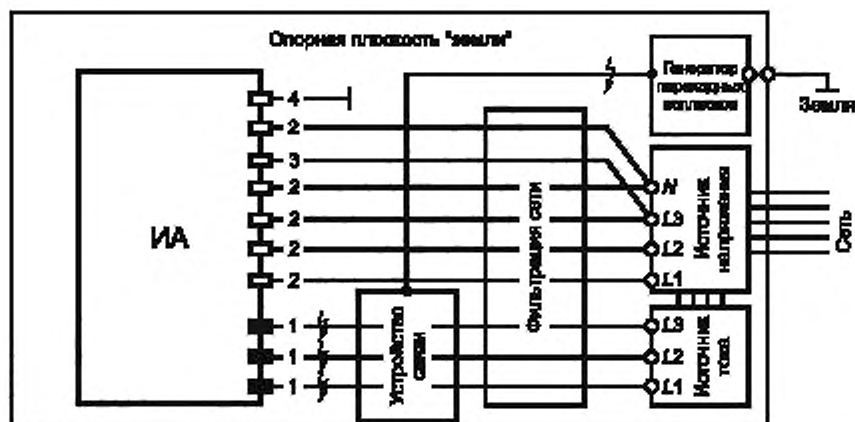 Опорная плоскость "земли"
Генератор
переходных
всплесков
Земля
4
2
3
2
2
2
2
1
1
1
ИА
Устройство
связи
Фильтрация сети
N
L3
L2
L1
Источник
напряжения
Сеть
L3
L2
L1
Источник
тока